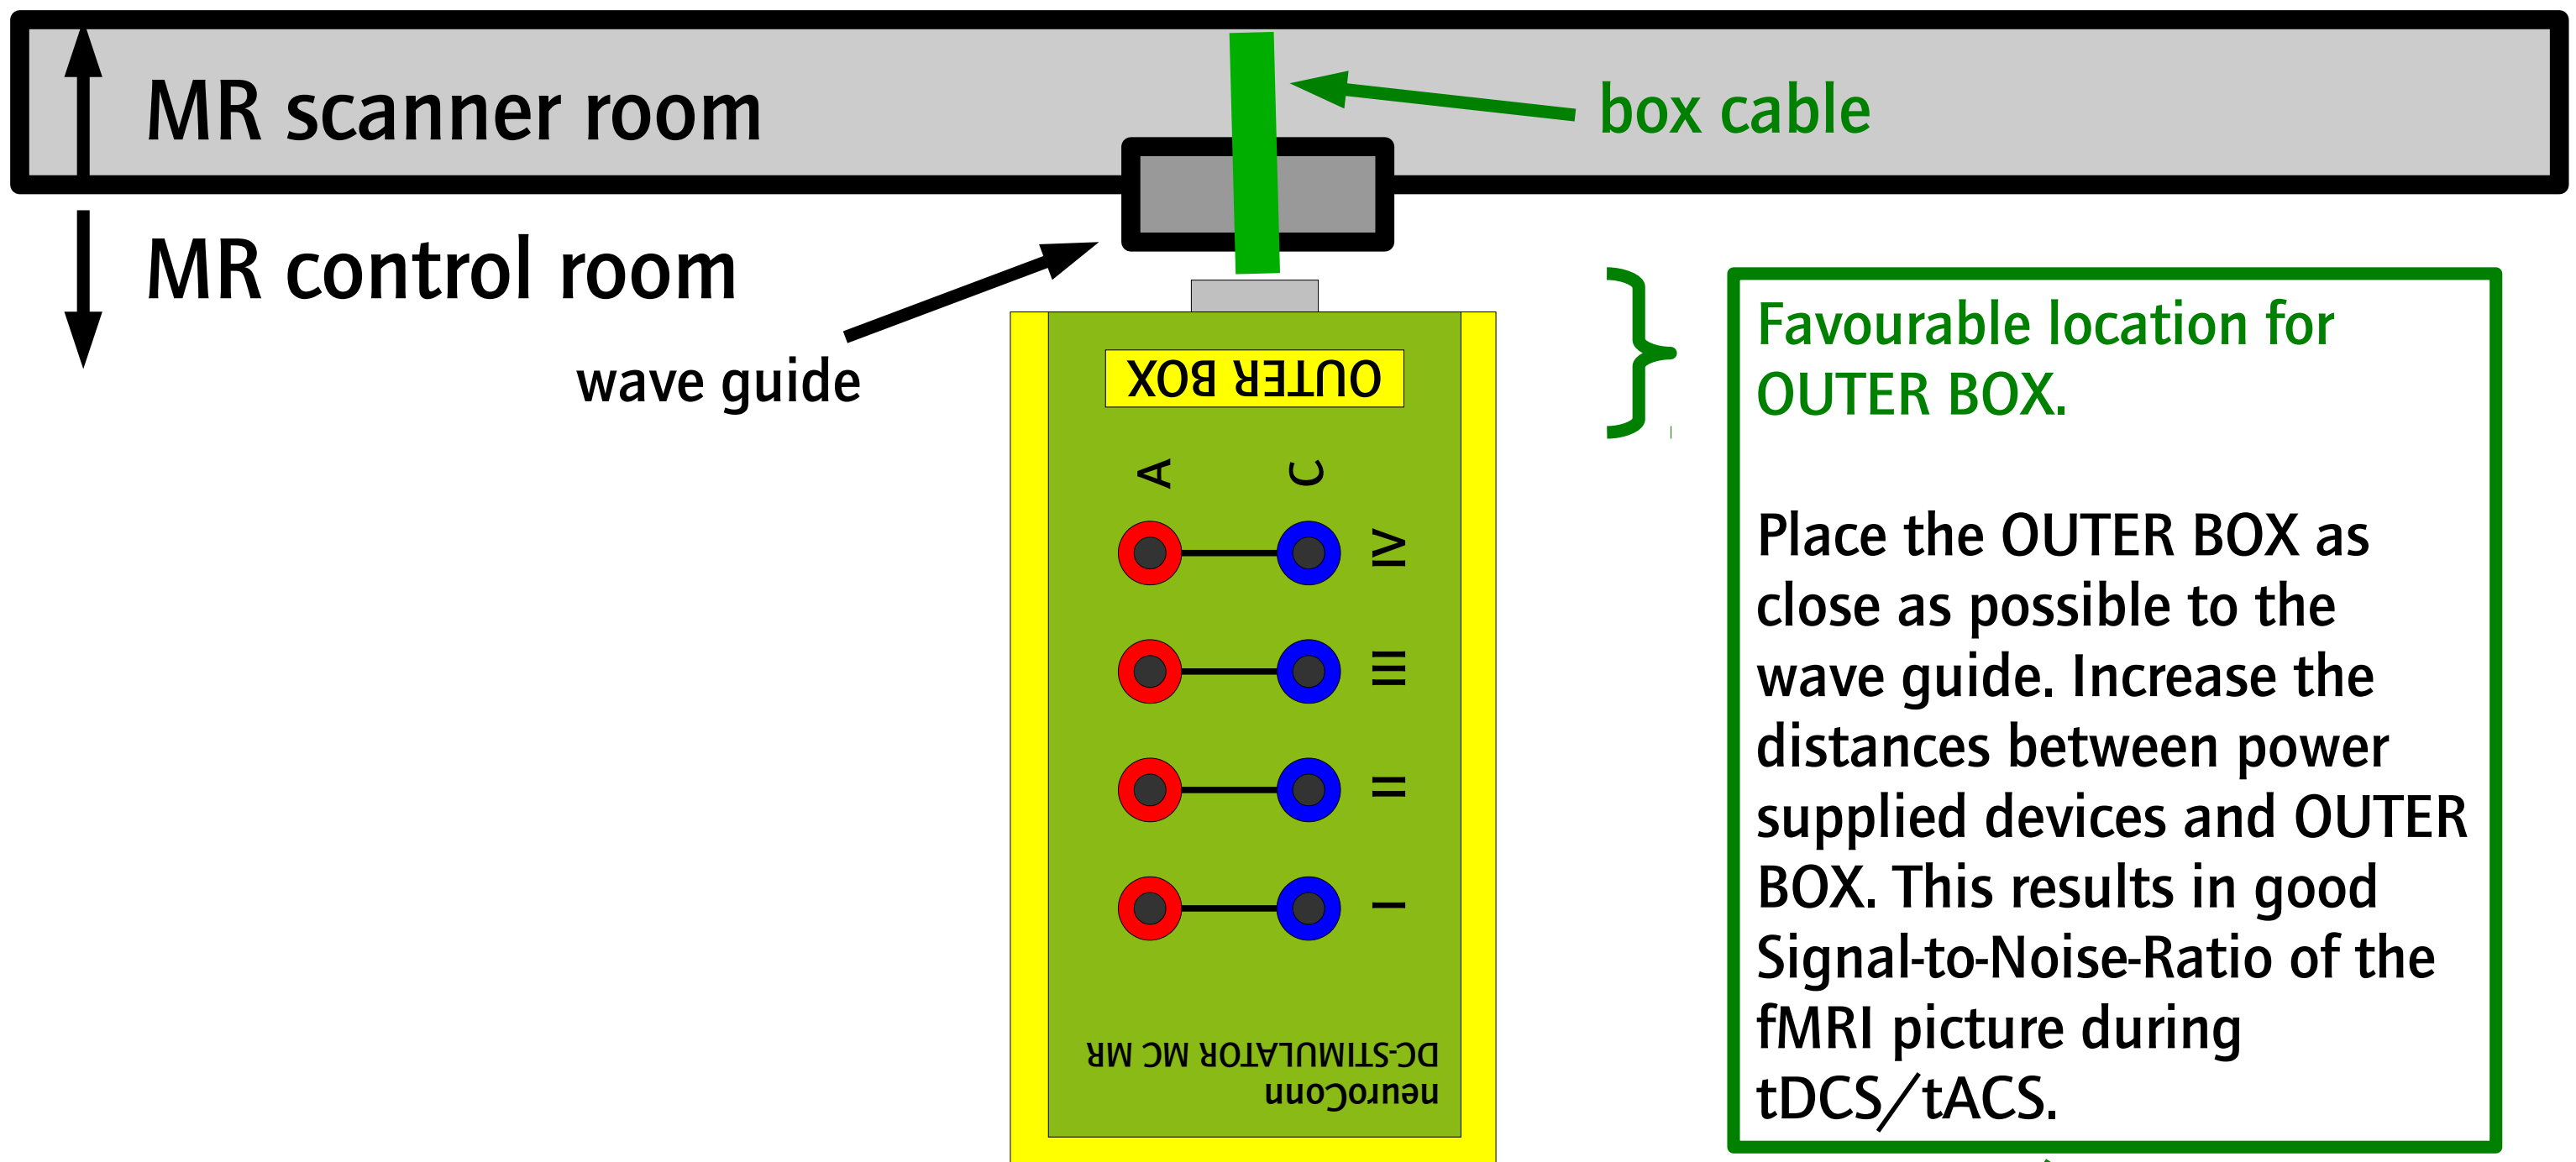 MR scanner room
box cable
MR control room
wave guide
OUTER BOX
A C
IV
III
II
I
DC-STIMULATOR MC MR
neuroConn
Favourable location for
OUTER BOX.
Place the OUTER BOX as
close as possible to the
wave guide. Increase the
distances between power
supplied devices and OUTER
BOX. This results in good
Signal-to-Noise-Ratio of the
fMRI picture during
tDCS/tACS.